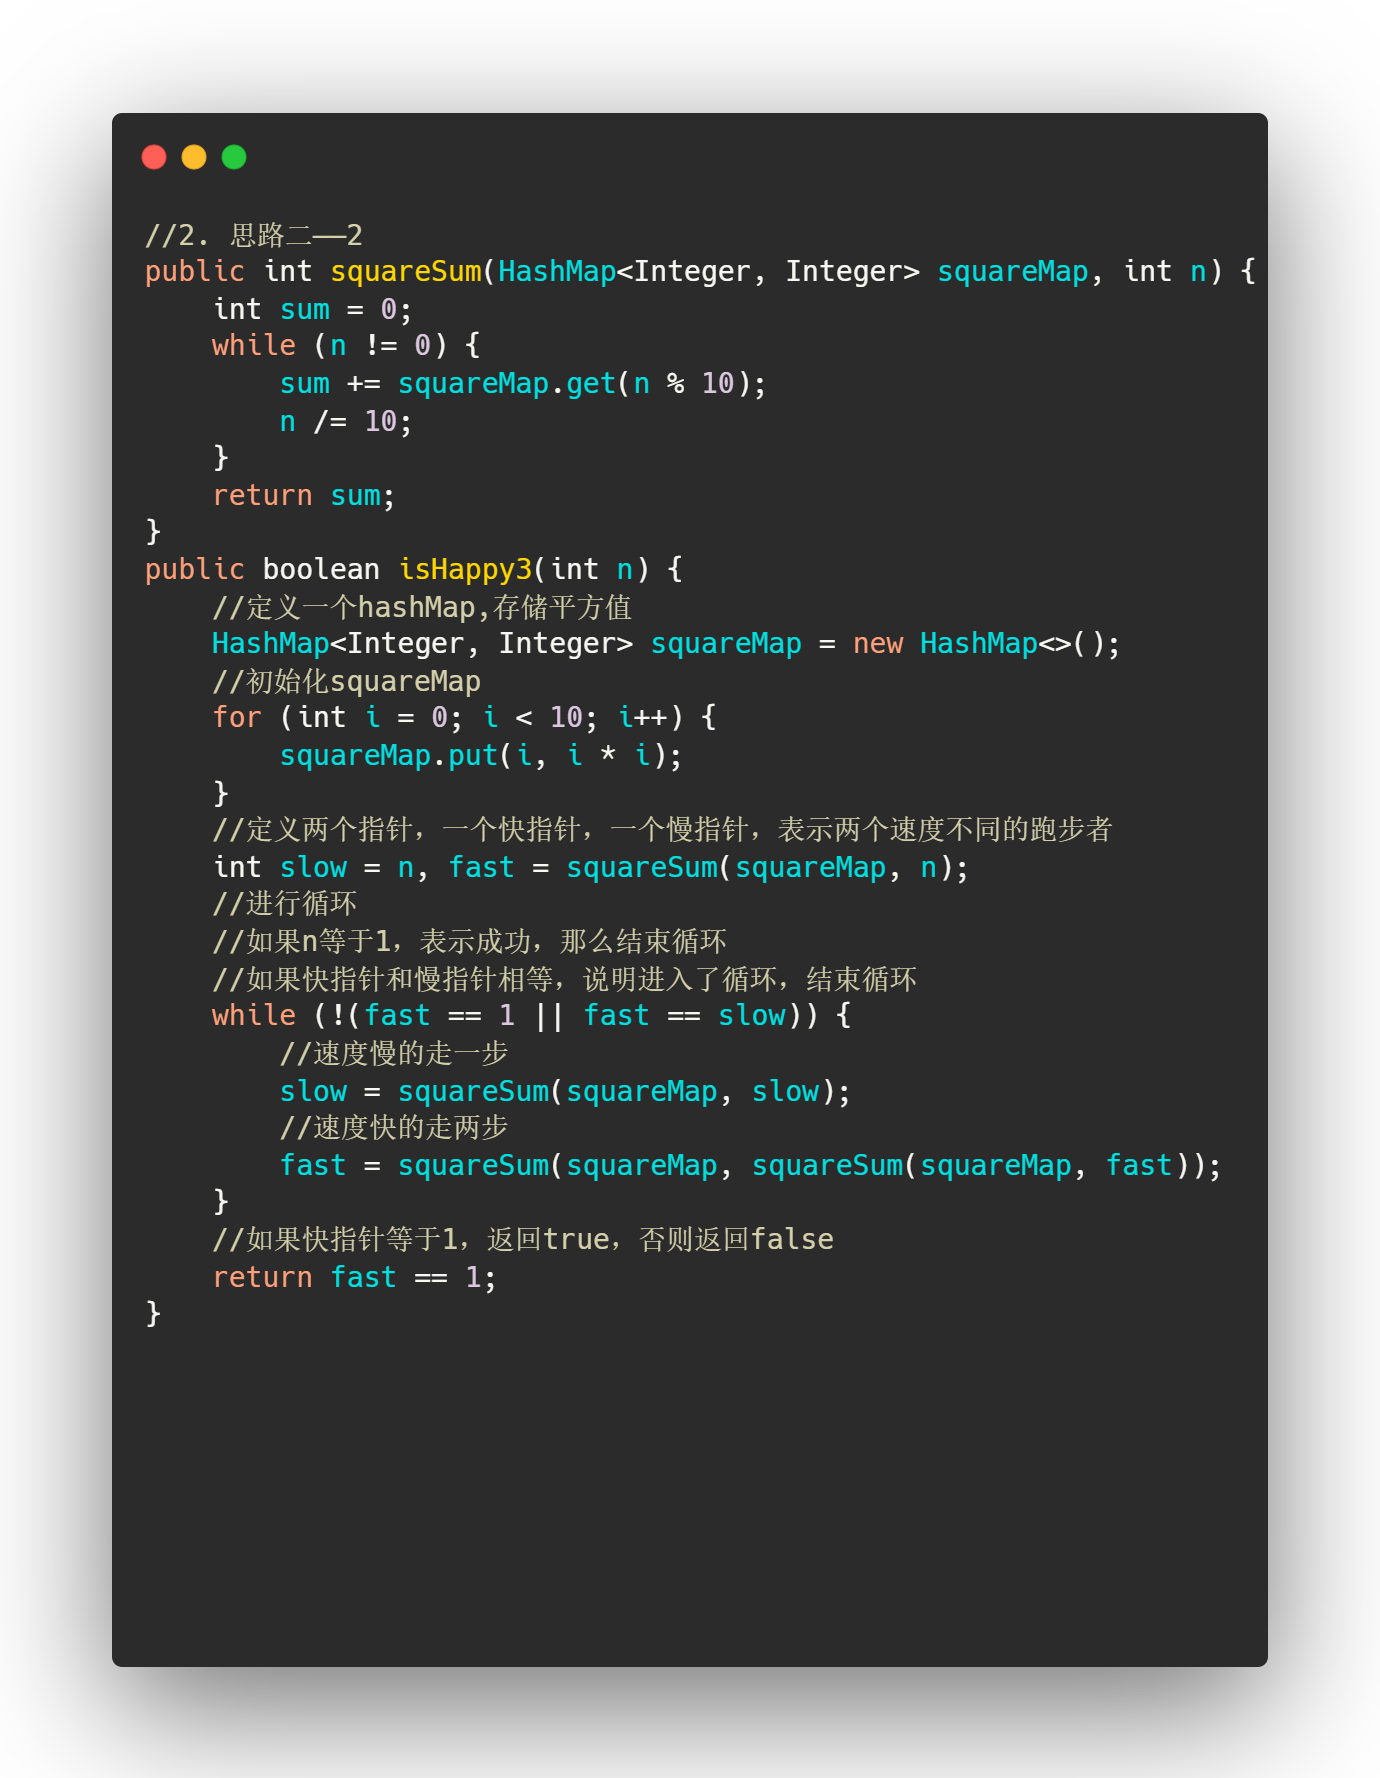 //2. 思路二——2
public int squareSum(HashMap<Integer, Integer> squareMap, int n) {
    int sum = 0;
    while (n != 0) {
        sum += squareMap.get(n % 10);
        n /= 10;
    }
    return sum;
}
public boolean isHappy3(int n) {
    //定义一个hashMap,存储平方值
    HashMap<Integer, Integer> squareMap = new HashMap<>();
    //初始化squareMap
    for (int i = 0; i < 10; i++) {
        squareMap.put(i, i * i);
    }
    //定义两个指针，一个快指针，一个慢指针，表示两个速度不同的跑步者
    int slow = n, fast = squareSum(squareMap, n);
    //进行循环
    //如果n等于1，表示成功，那么结束循环
    //如果快指针和慢指针相等，说明进入了循环，结束循环
    while (!(fast == 1 || fast == slow)) {
        //速度慢的走一步
        slow = squareSum(squareMap, slow);
        //速度快的走两步
        fast = squareSum(squareMap, squareSum(squareMap, fast));
    }
    //如果快指针等于1，返回true，否则返回false
    return fast == 1;
}